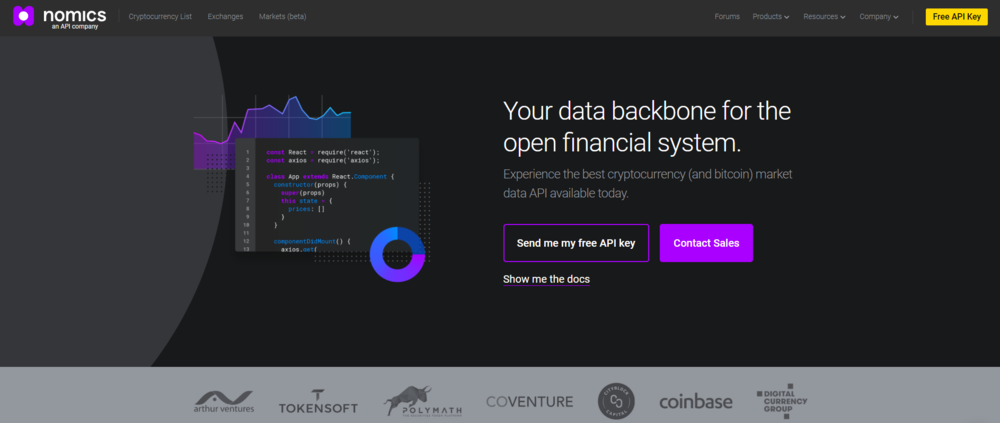 nomics
an API company
Cryptocurrency List
Exchanges
Markets (beta)
Forums
Products
Resources
Company
Free API Key
Your data backbone for the
open financial system.
Experience the best cryptocurrency (and bitcoin) market
data API available today.
Send me my free API key
Contact Sales
Show me the docs
1 const React = require('react');
2 const axios = require('axios');
3
4 class App extends React.Component {
5 constructor(props) {
6 super(props)
7 this state = {
8 prices: []
9 }
10 }
11
12 componentDidMount() {
13 axios.get(
arthur ventures
TOKENSOFT
POLYMATH
COVENTURE
CITYBLOCK
CAPITAL
coinbase
DIGITAL
CURRENCY
GROUP